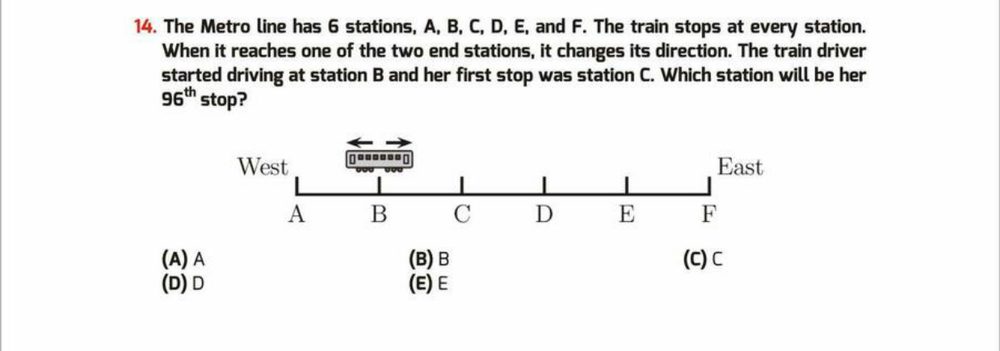 14. The Metro line has 6 stations, A, B, C, D, E, and F. The train stops at every station.
When it reaches one of the two end stations, it changes its direction. The train driver
started driving at station B and her first stop was station C. Which station will be her
96th stop?
West East
A B C D E F
(A) A (B) B (C) C
(D) D (E) E